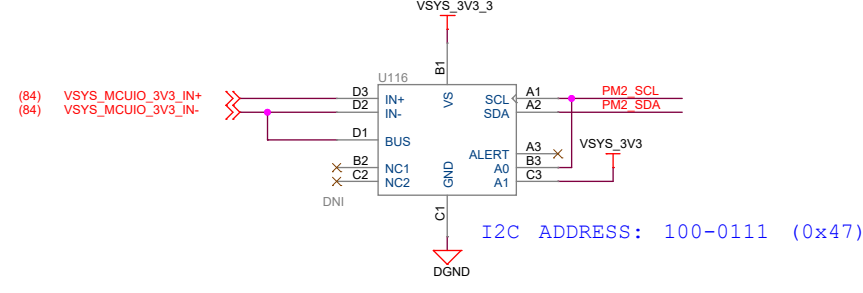 VSYS_3V3_3
U116
B1
(84) VSYS_MCUIO_3V3_IN+ D3 IN+ VS SCL A1 PM2_SCL
(84) VSYS_MCUIO_3V3_IN- D2 IN- SDA A2 PM2_SDA
D1 BUS
ALERT A3 VSYS_3V3
B2 NC1 A0 B3
C2 NC2 GND A1 C3
DNI
C1
I2C ADDRESS: 100-0111 (0x47)
DGND